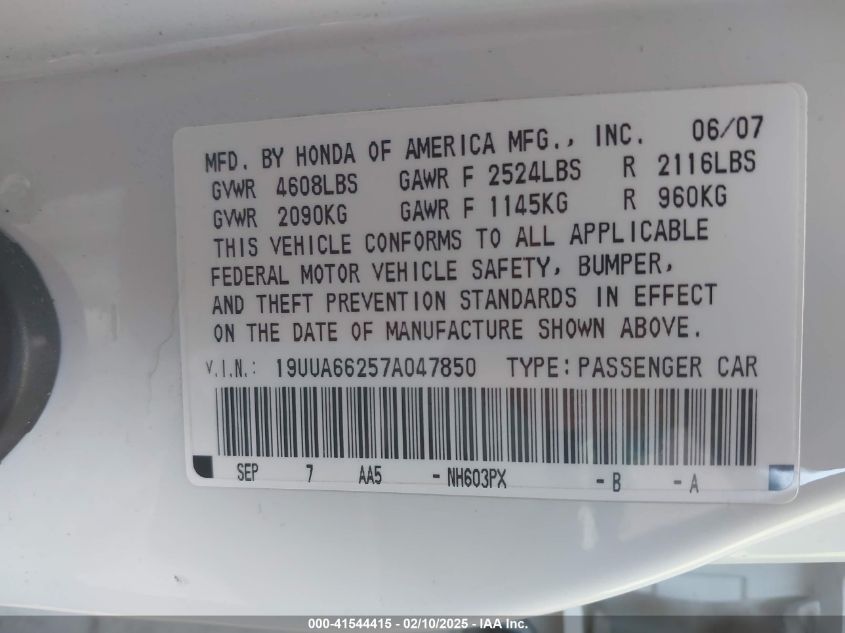 MFD. BY HONDA OF AMERICA MFG., INC. 06/07
GVWR 4608LBS GAWR F 2524LBS R 2116LBS
GVWR 2090KG GAWR F 1145KG R 960KG
THIS VEHICLE CONFORMS TO ALL APPLICABLE
FEDERAL MOTOR VEHICLE SAFETY, BUMPER,
AND THEFT PREVENTION STANDARDS IN EFFECT
ON THE DATE OF MANUFACTURE SHOWN ABOVE.
V.I.N.: 19UUA66257A047850 TYPE: PASSENGER CAR
SEP 7 AA5 -NH603PX -B -A
000-41544415 - 02/10/2025 - IAA Inc.